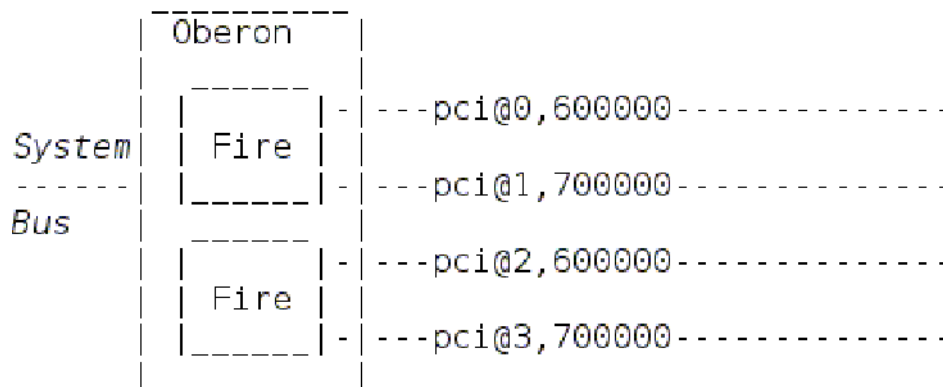 Oberon
pci@0,600000
System Fire
pci@1,700000
Bus
pci@2,600000
Fire
pci@3,700000